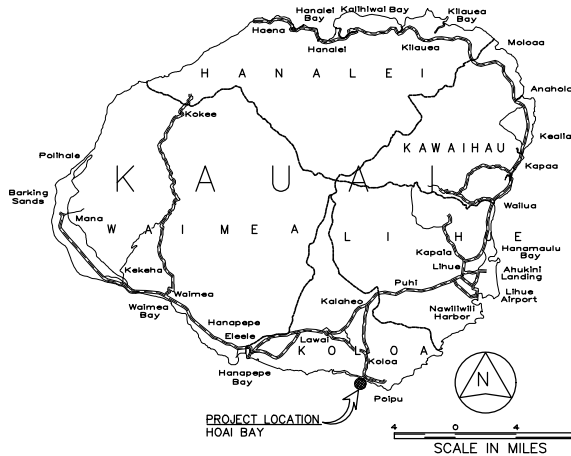 Hanalei
Bay
Kalihiwai Bay
Kilauea
Bay
Haena
Hanalei
Kilauea
Moloaa
HANALEI
Anahola
Kokee
Kealia
KAWAIHAU
Kapaa
Polihale
KAUAI
Barking
Sands
Mana
Wailua
WAIMEA
LIHUE
Hanamaulu
Bay
Kapaia
Lihue
Ahukini
Landing
Kekeha
Waimea
Puhi
Lihue
Airport
Waimea
Bay
Kalaheo
Nawiliwili
Harbor
Hanapepe
Eleele
Lawai
KOLOA
Koloa
Hanapepe
Bay
Poipu
N
PROJECT LOCATION
HOAI BAY
4 0 4
SCALE IN MILES